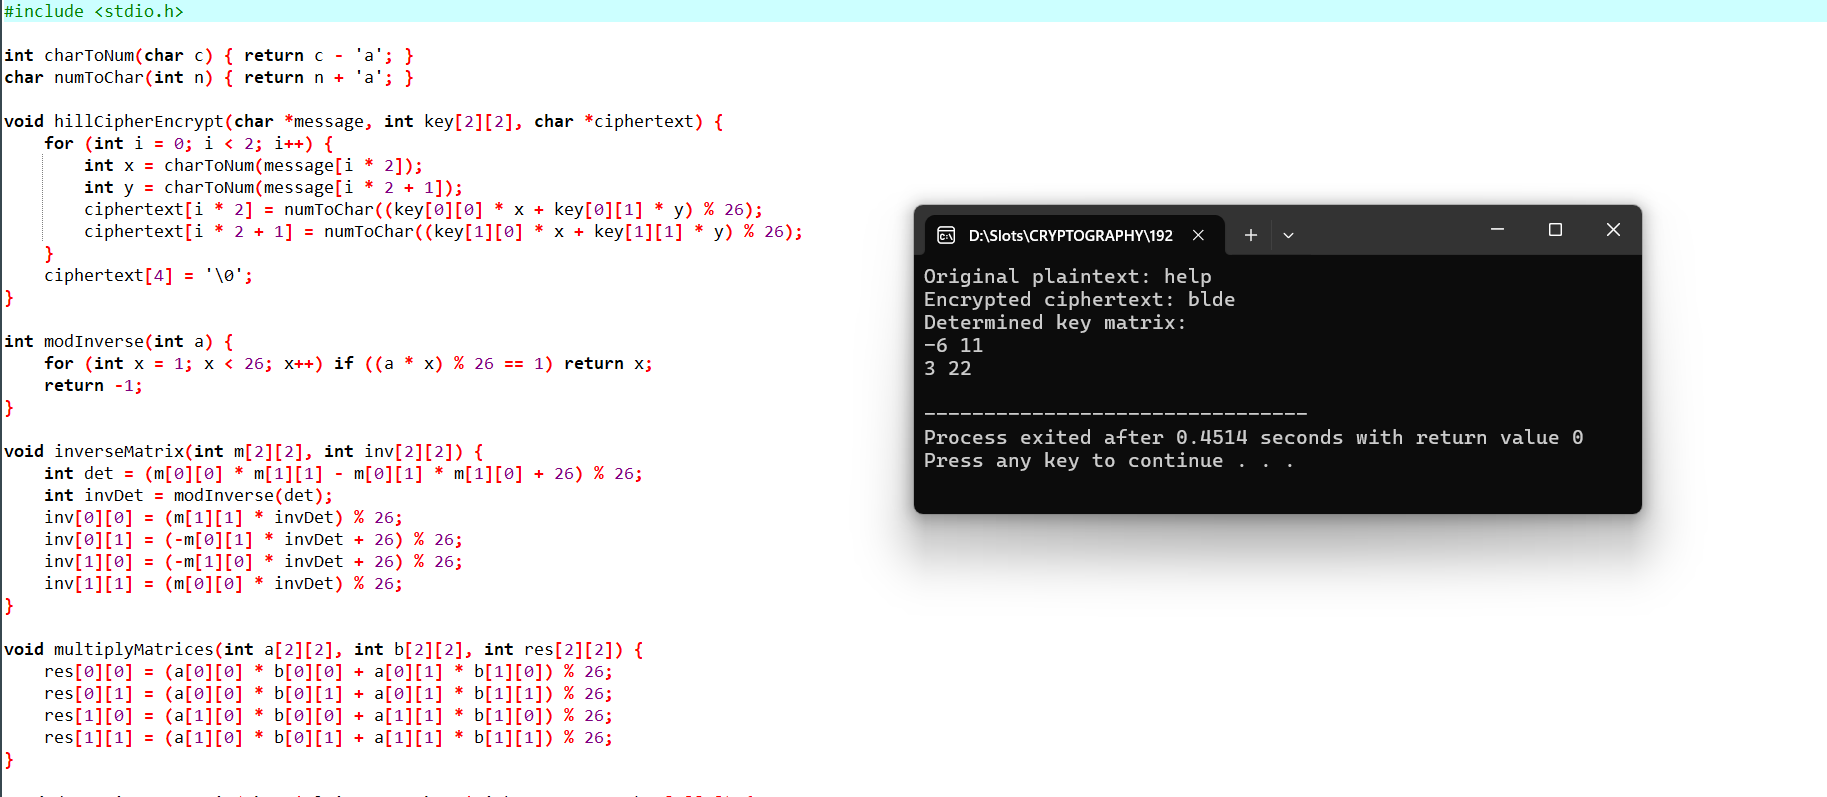 #include <stdio.h>
int charToNum(char c) { return c - 'a'; }
char numToChar(int n) { return n + 'a'; }
void hillCipherEncrypt(char *message, int key[2][2], char *ciphertext) {
for (int i = 0; i < 2; i++) {
int x = charToNum(message[i * 2]);
int y = charToNum(message[i * 2 + 1]);
ciphertext[i * 2] = numToChar((key[0][0] * x + key[0][1] * y) % 26);
ciphertext[i * 2 + 1] = numToChar((key[1][0] * x + key[1][1] * y) % 26);
}
ciphertext[4] = '\0';
}
int modInverse(int a) {
for (int x = 1; x < 26; x++) if ((a * x) % 26 == 1) return x;
return -1;
}
void inverseMatrix(int m[2][2], int inv[2][2]) {
int det = (m[0][0] * m[1][1] - m[0][1] * m[1][0] + 26) % 26;
int invDet = modInverse(det);
inv[0][0] = (m[1][1] * invDet) % 26;
inv[0][1] = (-m[0][1] * invDet + 26) % 26;
inv[1][0] = (-m[1][0] * invDet + 26) % 26;
inv[1][1] = (m[0][0] * invDet) % 26;
}
void multiplyMatrices(int a[2][2], int b[2][2], int res[2][2]) {
res[0][0] = (a[0][0] * b[0][0] + a[0][1] * b[1][0]) % 26;
res[0][1] = (a[0][0] * b[0][1] + a[0][1] * b[1][1]) % 26;
res[1][0] = (a[1][0] * b[0][0] + a[1][1] * b[1][0]) % 26;
res[1][1] = (a[1][0] * b[0][1] + a[1][1] * b[1][1]) % 26;
}
D:\Slots\CRYPTOGRAPHY\192
Original plaintext: help
Encrypted ciphertext: blde
Determined key matrix:
-6 11
3 22
--------------------------------
Process exited after 0.4514 seconds with return value 0
Press any key to continue . . .